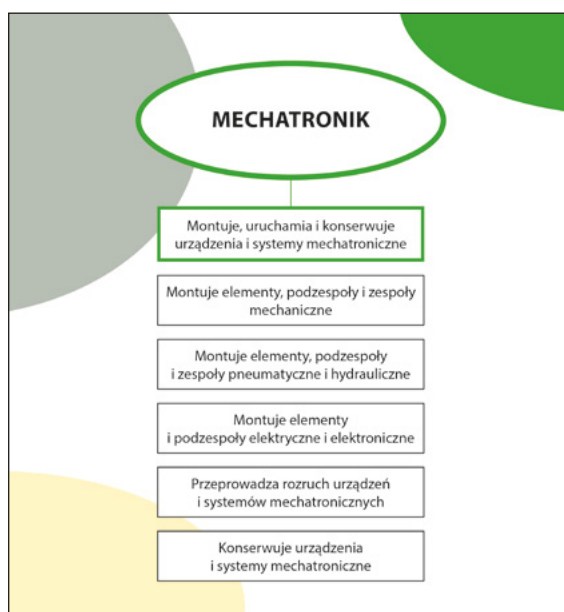 MECHATRONIK
Montuje, uruchamia i konserwuje
urządzenia i systemy mechatroniczne
Montuje elementy, podzespoły i zespoły
mechaniczne
Montuje elementy, podzespoły
i zespoły pneumatyczne i hydrauliczne
Montuje elementy
i podzespoły elektryczne i elektroniczne
Przeprowadza rozruch urządzeń
i systemów mechatronicznych
Konserwuje urządzenia
i systemy mechatroniczne